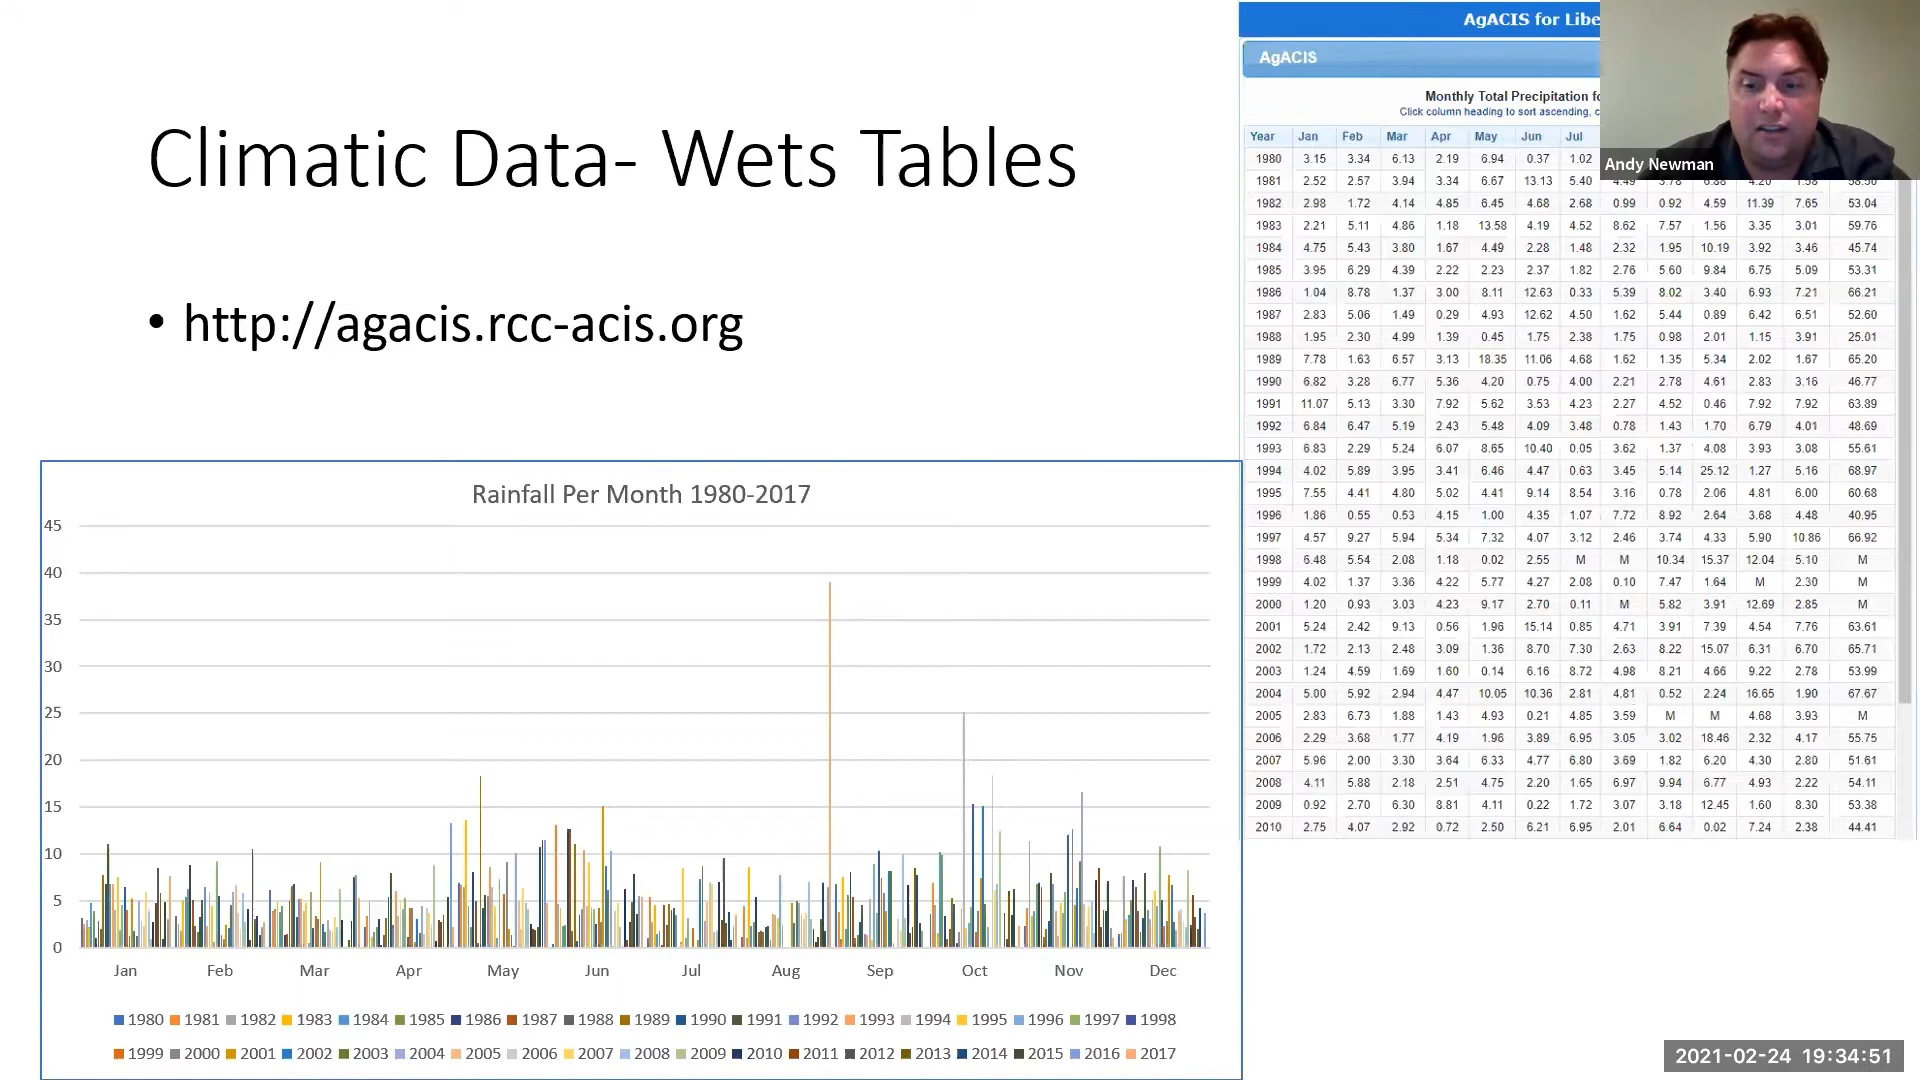 Climatic Data- Wets Tables
• http://agacis.rcc-acis.org
AgACIS for Libe
AgACIS
Monthly Total Precipitation fo
Click column heading to sort ascending, c
Andy Newman
Year Jan Feb Mar Apr May Jun Jul
1980 3.15 3.34 6.13 2.19 6.94 0.37 1.02
1981 2.52 2.57 3.94 3.34 6.67 13.13 5.40 4.49 3.78 6.88 4.20 1.58 58.50
1982 2.98 1.72 4.14 4.85 6.45 4.68 2.68 0.99 0.92 4.59 11.39 7.65 53.04
1983 2.21 5.11 4.86 1.18 13.58 4.19 4.52 8.62 7.57 1.56 3.35 3.01 59.76
1984 4.75 5.43 3.80 1.67 4.49 2.28 1.48 2.32 1.95 10.19 3.92 3.46 45.74
1985 3.95 6.29 4.39 2.22 2.23 2.37 1.82 2.76 5.60 9.84 6.75 5.09 53.31
1986 1.04 8.78 1.37 3.00 8.11 12.63 0.33 5.39 8.02 3.40 6.93 7.21 66.21
1987 2.83 5.06 1.49 0.29 4.93 12.62 4.50 1.62 5.44 0.89 6.42 6.51 52.60
1988 1.95 2.30 4.99 1.39 0.45 1.75 2.38 1.75 0.98 2.01 1.15 3.91 25.01
1989 7.78 1.63 6.57 3.13 18.35 11.06 4.68 1.62 1.35 5.34 2.02 1.67 65.20
1990 6.82 3.28 6.77 5.36 4.20 0.75 4.00 2.21 2.78 4.61 2.83 3.16 46.77
1991 11.07 5.13 3.30 7.92 5.62 3.53 4.23 2.27 4.52 0.46 7.92 7.92 63.89
1992 6.84 6.47 5.19 2.43 5.48 4.09 3.48 0.78 1.43 1.70 6.79 4.01 48.69
1993 6.83 2.29 5.24 6.07 8.65 10.40 0.05 3.62 1.37 4.08 3.93 3.08 55.61
1994 4.02 5.89 3.95 3.41 6.46 4.47 0.63 3.45 5.14 25.12 1.27 5.16 68.97
1995 7.55 4.41 4.80 5.02 4.41 9.14 8.54 3.16 0.78 2.06 4.81 6.00 60.68
1996 1.86 0.55 0.53 4.15 1.00 4.35 1.07 7.72 8.92 2.64 3.68 4.48 40.95
1997 4.57 9.27 5.94 5.34 7.32 4.07 3.12 2.46 3.74 4.33 5.90 10.86 66.92
1998 6.48 5.54 2.08 1.18 0.02 2.55 M M 10.34 15.37 12.04 5.10 M
1999 4.02 1.37 3.36 4.22 5.77 4.27 2.08 0.10 7.47 1.64 M 2.30 M
2000 1.20 0.93 3.03 4.23 9.17 2.70 0.11 M 5.82 3.91 12.69 2.85 M
2001 5.24 2.42 9.13 0.56 1.96 15.14 0.85 4.71 3.91 7.39 4.54 7.76 63.61
2002 1.72 2.13 2.48 3.09 1.36 8.70 7.30 2.63 8.22 15.07 6.31 6.70 65.71
2003 1.24 4.59 1.69 1.60 0.14 6.16 8.72 4.98 8.21 4.66 9.22 2.78 53.99
2004 5.00 5.92 2.94 4.47 10.05 10.36 2.81 4.81 0.52 2.24 16.65 1.90 67.67
2005 2.83 6.73 1.88 1.43 4.93 0.21 4.85 3.59 M M 4.68 3.93 M
2006 2.29 3.68 1.77 4.19 1.96 3.89 6.95 3.05 3.02 18.46 2.32 4.17 55.75
2007 5.96 2.00 3.30 3.64 6.33 4.77 6.80 3.69 1.82 6.20 4.30 2.80 51.61
2008 4.11 5.88 2.18 2.51 4.75 2.20 1.65 6.97 9.94 6.77 4.93 2.22 54.11
2009 0.92 2.70 6.30 8.81 4.11 0.22 1.72 3.07 3.18 12.45 1.60 8.30 53.38
2010 2.75 4.07 2.92 0.72 2.50 6.21 6.95 2.01 6.64 0.02 7.24 2.38 44.41
Rainfall Per Month 1980-2017
45
40
35
30
25
20
15
10
5
0
Jan Feb Mar Apr May Jun Jul Aug Sep Oct Nov Dec
1980 1981 1982 1983 1984 1985 1986 1987 1988 1989 1990 1991 1992 1993 1994 1995 1996 1997 1998
1999 2000 2001 2002 2003 2004 2005 2006 2007 2008 2009 2010 2011 2012 2013 2014 2015 2016 2017
2021-02-24 19:34:51